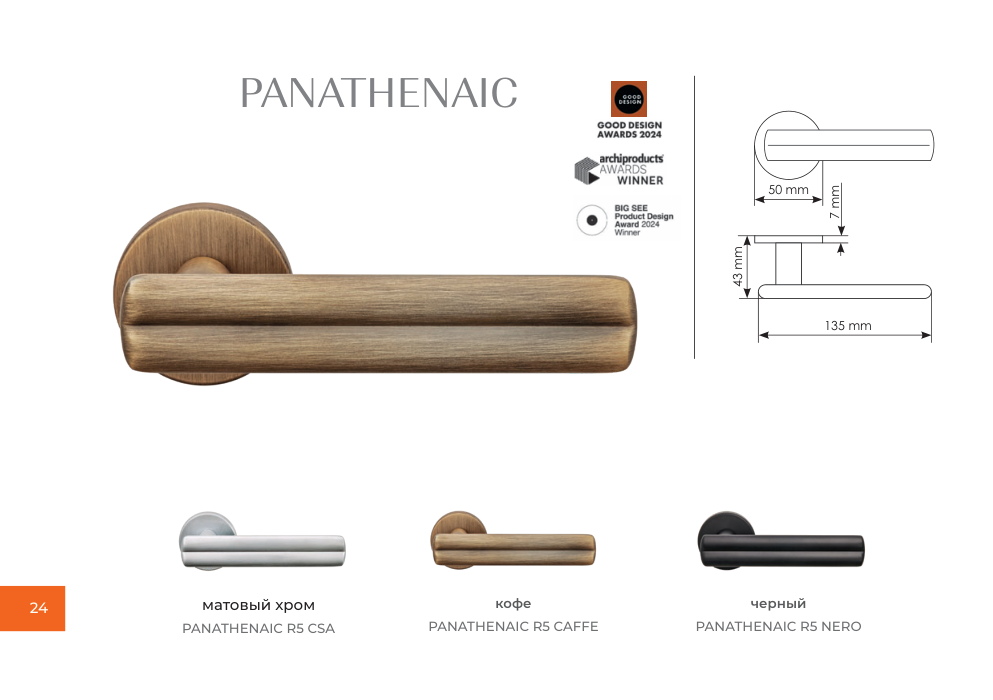 PANATHENAIC
GOOD
DESIGN
GOOD DESIGN
AWARDS 2024
archiproducts
AWARDS
WINNER
BIG SEE
Product Design
Award 2024
Winner
50 mm
7 mm
43 mm
135 mm
матовый хром
PANATHENAIC R5 CSA
кофе
PANATHENAIC R5 CAFFE
черный
PANATHENAIC R5 NERO
24